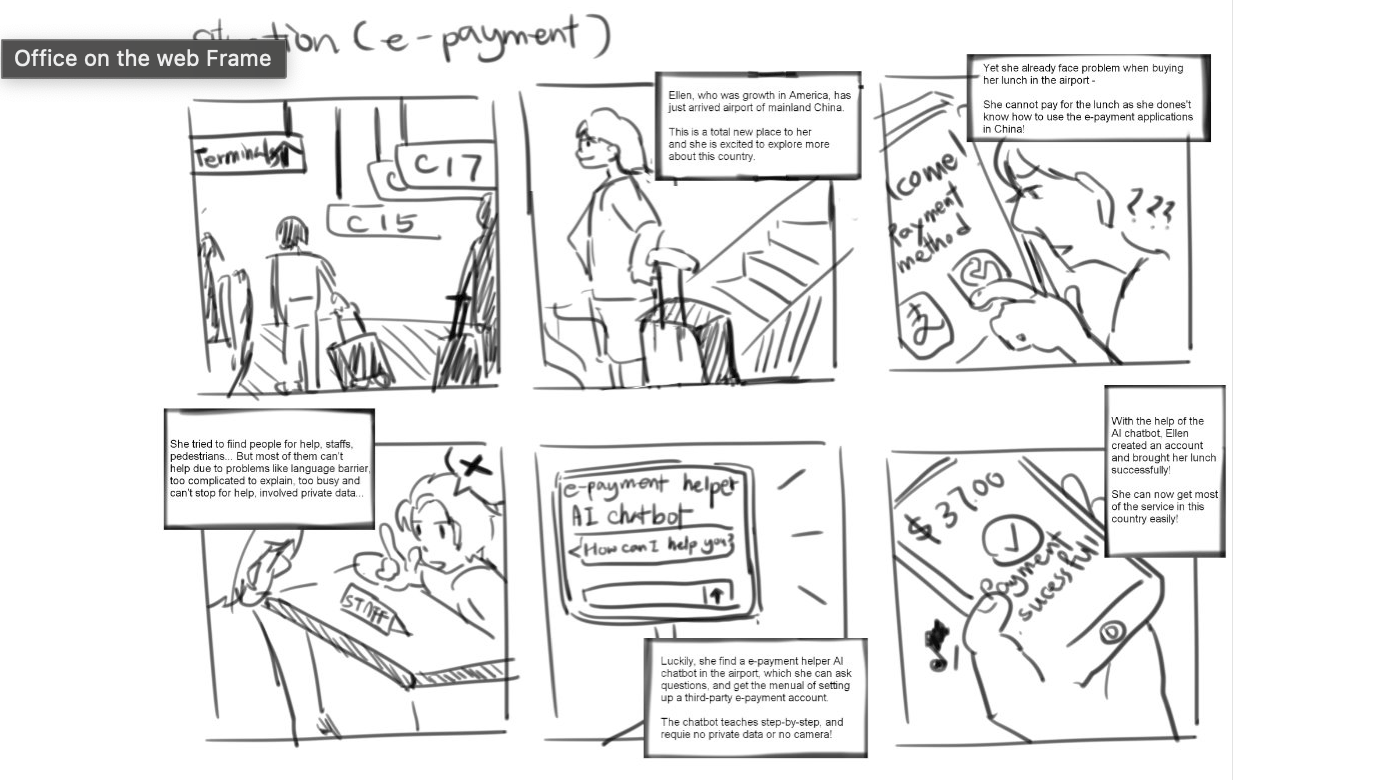 (e-payment)
Office on the web Frame
Terminals
C 17
C
C 15
Ellen, who was growth in America, has
just arrived airport of mainland China.
This is a total new place to her
and she is excited to explore more
about this country.
Yet she already face problem when buying
her lunch in the airport -
She cannot pay for the lunch as she dones't
know how to use the e-payment applications
in China!
come!
Payment
method
支
???
She tried to fiind people for help, staffs,
pedestrians... But most of them can't
help due to problems like language barrier,
too complicated to explain, too busy and
can't stop for help, involved private data...
STAFF
e-payment helper
AI chatbot
How can I help you?
Luckily, she find a e-payment helper AI
chatbot in the airport, which she can ask
questions, and get the menual of setting
up a third-party e-payment account.
The chatbot teaches step-by-step, and
requie no private data or no camera!
With the help of the
AI chatbot, Ellen
created an account
and brought her lunch
successfully!
She can now get most
of the service in this
country easily!
$ 37.00
Payment
sucessful!